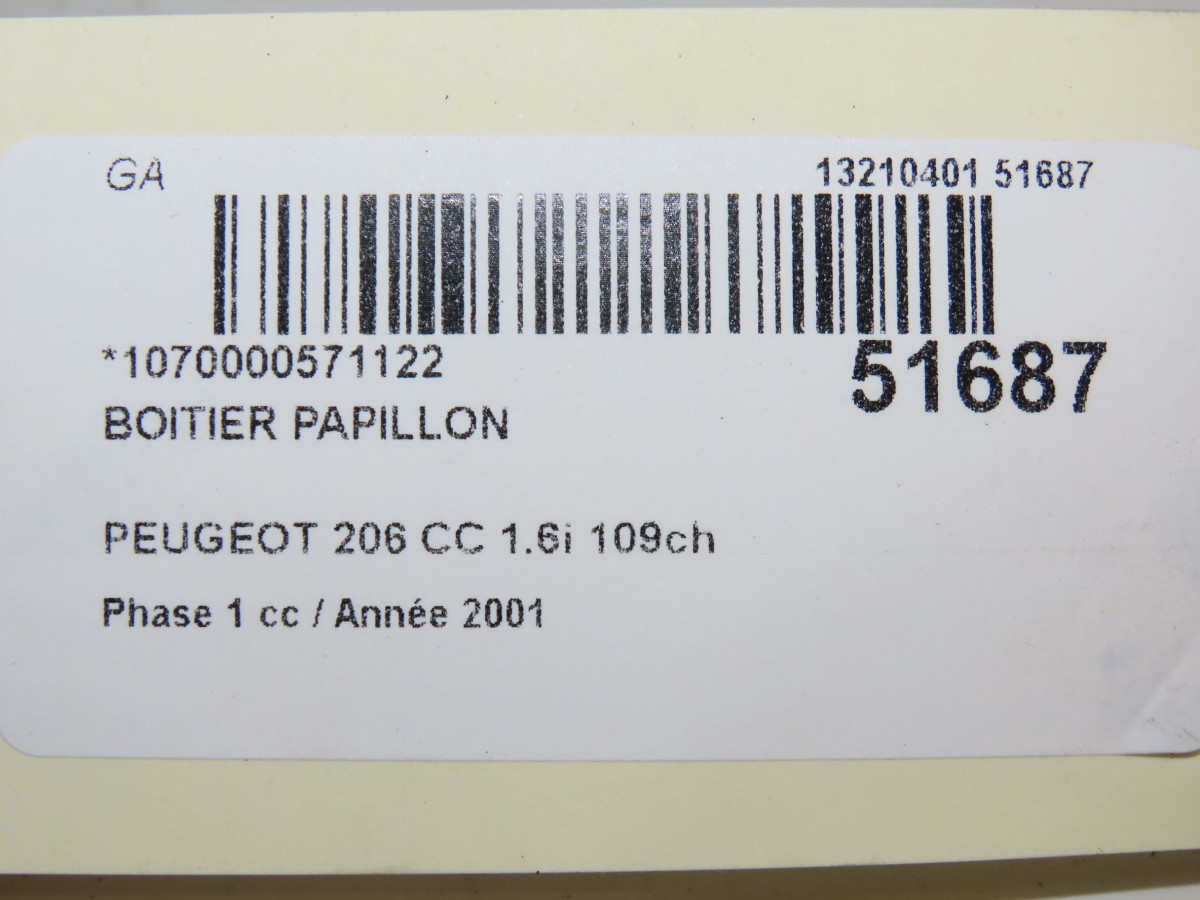 GA 13210401 51687
*1070000571122 51687
BOITIER PAPILLON
PEUGEOT 206 CC 1.6i 109ch
Phase 1 cc / Année 2001